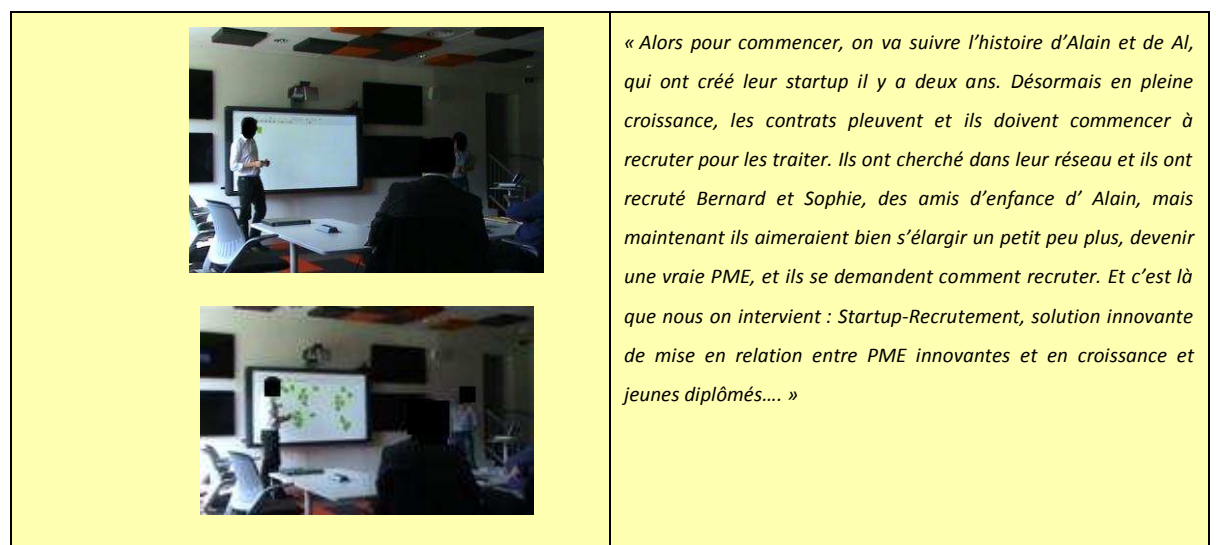 « Alors pour commencer, on va suivre l’histoire d’Alain et de Al,
qui ont créé leur startup il y a deux ans. Désormais en pleine
croissance, les contrats pleuvent et ils doivent commencer à
recruter pour les traiter. Ils ont cherché dans leur réseau et ils ont
recruté Bernard et Sophie, des amis d’enfance d’ Alain, mais
maintenant ils aimeraient bien s’élargir un petit peu plus, devenir
une vraie PME, et ils se demandent comment recruter. Et c’est là
que nous on intervient : Startup-Recrutement, solution innovante
de mise en relation entre PME innovantes et en croissance et
jeunes diplômés…. »